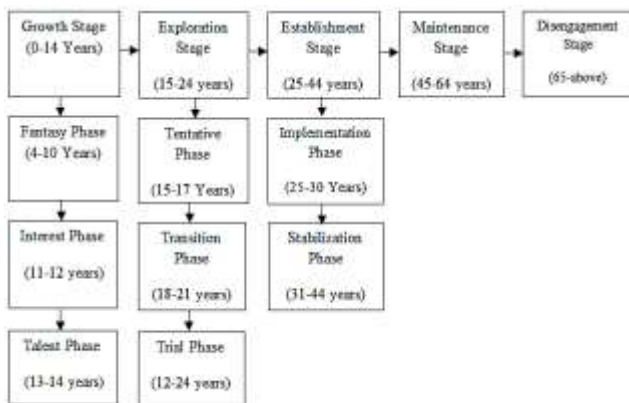 Growth Stage
(0-14 Years)
Exploration
Stage
(15-24 years)
Establishment
Stage
(25-44 years)
Maintenance
Stage
(45-64 years)
Disengagement
Stage
(65-above)
Fantasy Phase
(4-10 Years)
Tentative
Phase
(15-17 Years)
Implementation
Phase
(25-30 Years)
Interest Phase
(11-12 years)
Transition
Phase
(18-21 years)
Stabilization
Phase
(31-44 years)
Talent Phase
(13-14 years)
Trial Phase
(12-24 years)